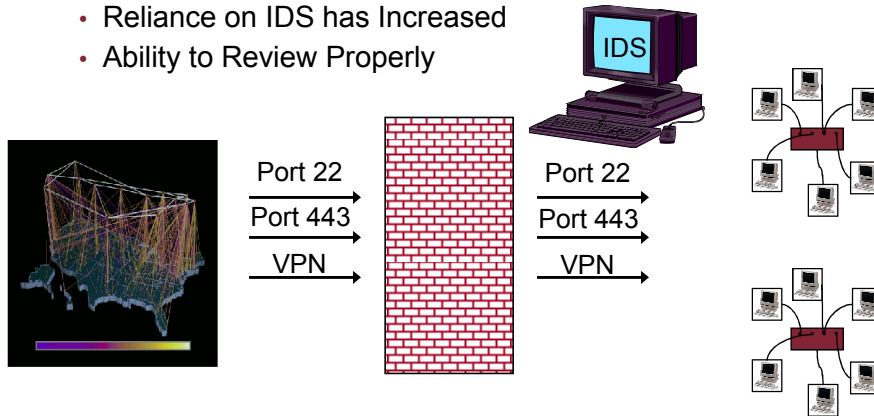 • Reliance on IDS has Increased
• Ability to Review Properly
IDS
Port 22
Port 443
VPN
Port 22
Port 443
VPN